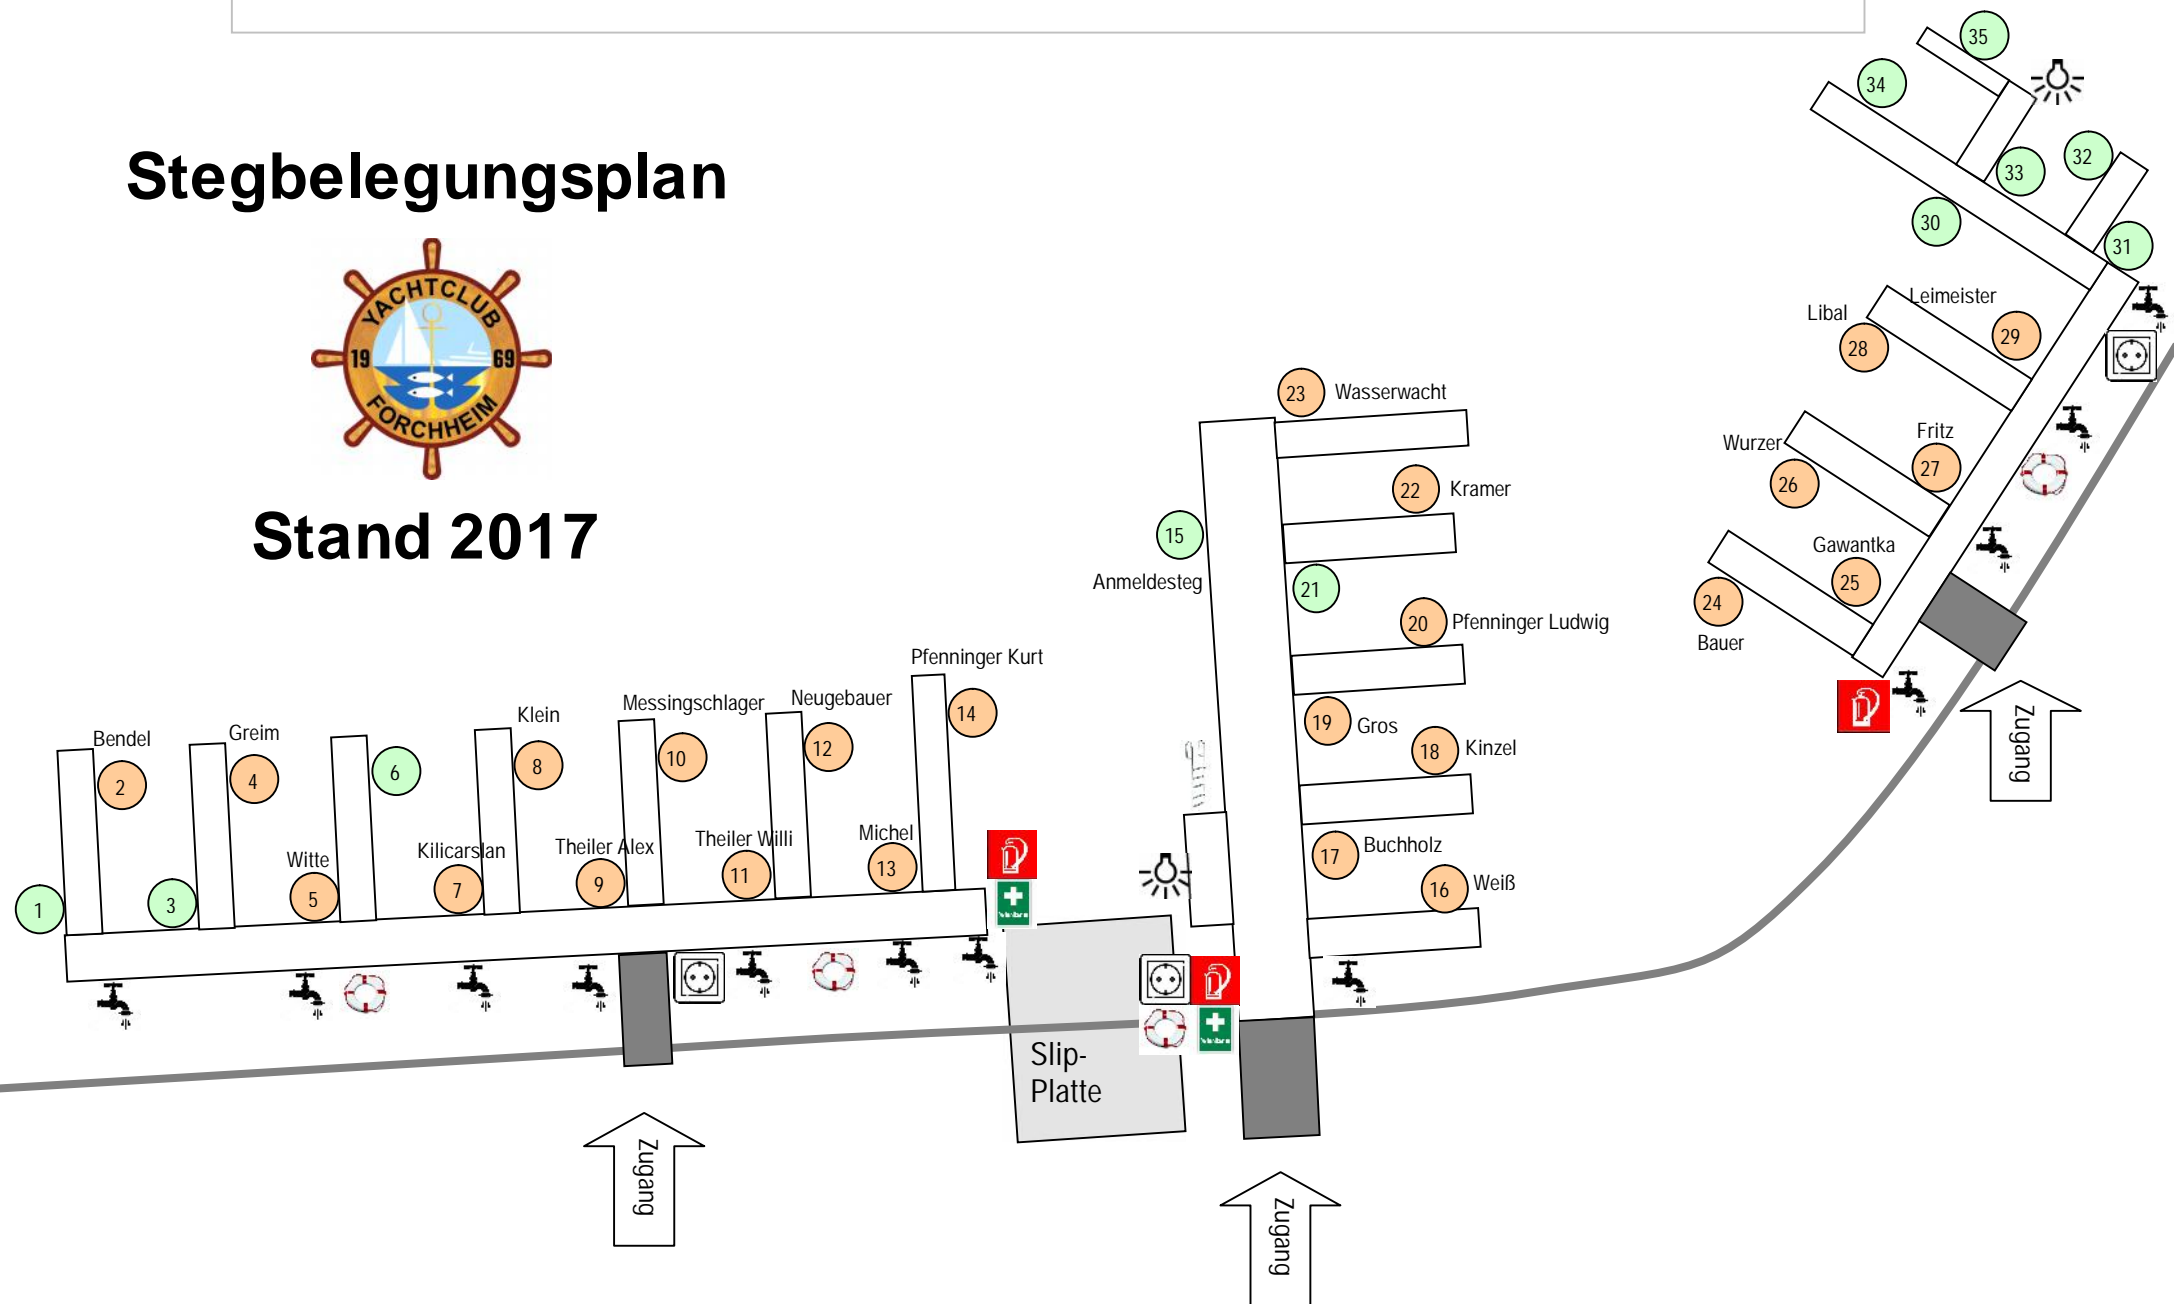 Stegbelegungsplan
YACHTCLUB
19 69
FORCHHEIM
Stand 2017
35
34
32
33
30
31
Leimeister
Libal
29
28
23 Wasserwacht
Fritz
Wurzer
27
26
22 Kramer
15
Anmeldesteg
21
Gawantka
25
24
Bauer
20 Pfenninger Ludwig
19 Gros
18 Kinzel
17 Buchholz
16 Weiß
Pfenninger Kurt
14
Neugebauer
12
Messingschlager
10
Klein
8
6
Greim
4
Bendel
2
1
3
Witte
5
Kilicarslan
7
Theiler Alex
9
Theiler Willi
11
Michel
13
Slip-
Platte
Zugang
Zugang
Zugang